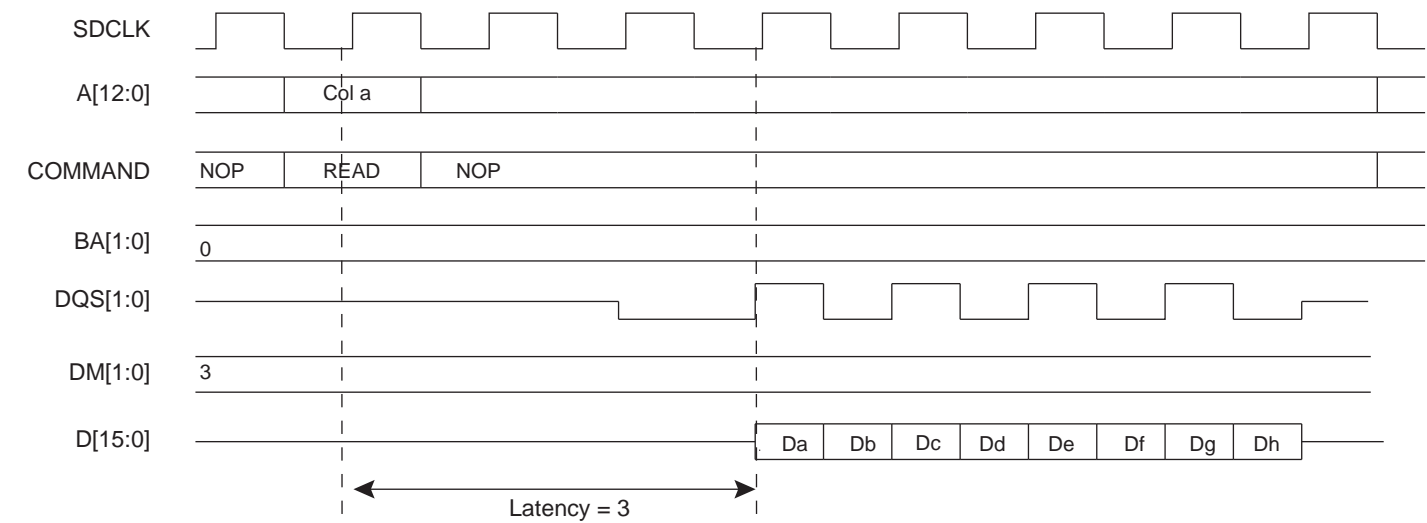 SDCLK
A[12:0] Col a
COMMAND NOP READ NOP
BA[1:0] 0
DQS[1:0]
DM[1:0] 3
D[15:0] Da Db Dc Dd De Df Dg Dh
Latency = 3